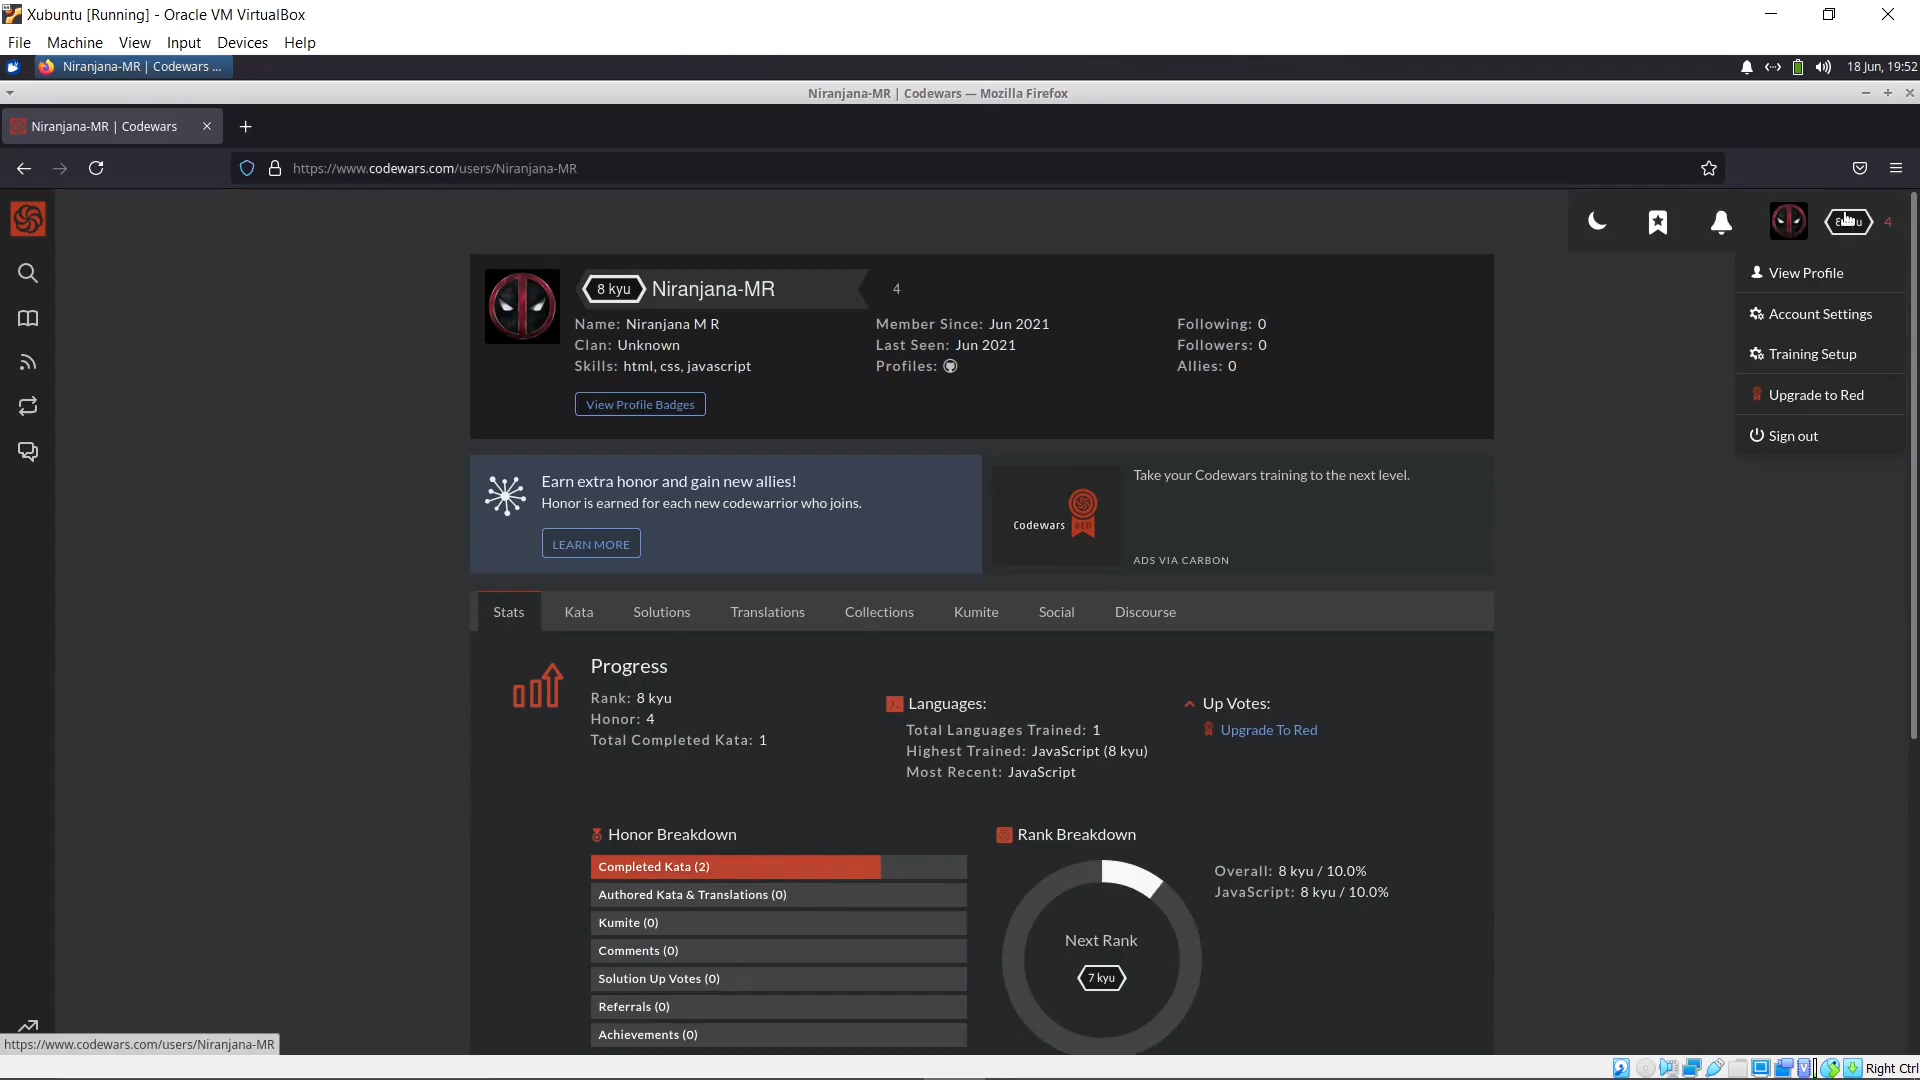 Xubuntu [Running] - Oracle VM VirtualBox
File Machine View Input Devices Help
Niranjana-MR | Codewars ...
18 Jun, 19:52
Niranjana-MR | Codewars — Mozilla Firefox
Niranjana-MR | Codewars
https://www.codewars.com/users/Niranjana-MR
4
View Profile
Account Settings
Training Setup
Upgrade to Red
Sign out
8 kyu Niranjana-MR 4
Name: Niranjana M R
Clan: Unknown
Skills: html, css, javascript
Member Since: Jun 2021
Last Seen: Jun 2021
Profiles:
Following: 0
Followers: 0
Allies: 0
View Profile Badges
Earn extra honor and gain new allies!
Honor is earned for each new codewarrior who joins.
LEARN MORE
Codewars RED
Take your Codewars training to the next level.
ADS VIA CARBON
Stats Kata Solutions Translations Collections Kumite Social Discourse
Progress
Rank: 8 kyu
Honor: 4
Total Completed Kata: 1
Languages:
Total Languages Trained: 1
Highest Trained: JavaScript (8 kyu)
Most Recent: JavaScript
Up Votes:
Upgrade To Red
Honor Breakdown
Completed Kata (2)
Authored Kata & Translations (0)
Kumite (0)
Comments (0)
Solution Up Votes (0)
Referrals (0)
Achievements (0)
Rank Breakdown
Next Rank
7 kyu
Overall: 8 kyu / 10.0%
JavaScript: 8 kyu / 10.0%
https://www.codewars.com/users/Niranjana-MR
Right Ctrl